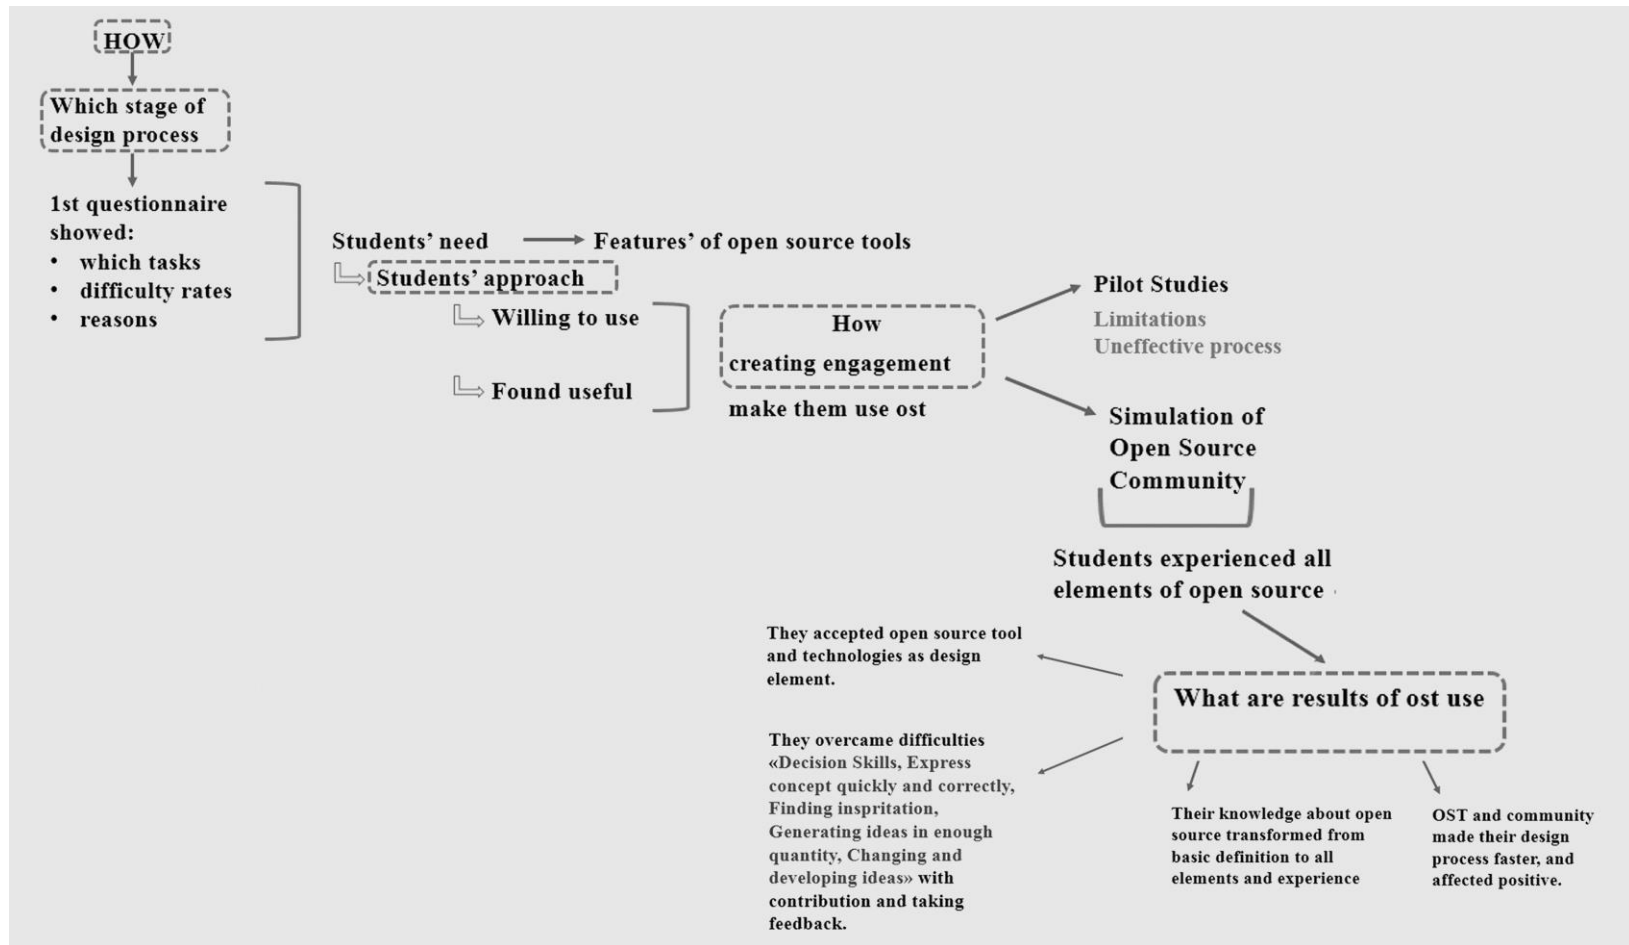 HOW
Which stage of
design process
1st questionnaire
showed:
• which tasks
• difficulty rates
• reasons
Students’ need
Features’ of open source tools
Students’ approach
Willing to use
Found useful
How
creating engagement
make them use ost
Pilot Studies
Limitations
Uneffective process
Simulation of
Open Source
Community
Students experienced all
elements of open source
What are results of ost use
They accepted open source tool
and technologies as design
element.
They overcame difficulties
«Decision Skills, Express
concept quickly and correctly,
Finding inspritation,
Generating ideas in enough
quantity, Changing and
developing ideas» with
contribution and taking
feedback.
Their knowledge about open
source transformed from
basic definition to all
elements and experience
OST and community
made their design
process faster, and
affected positive.